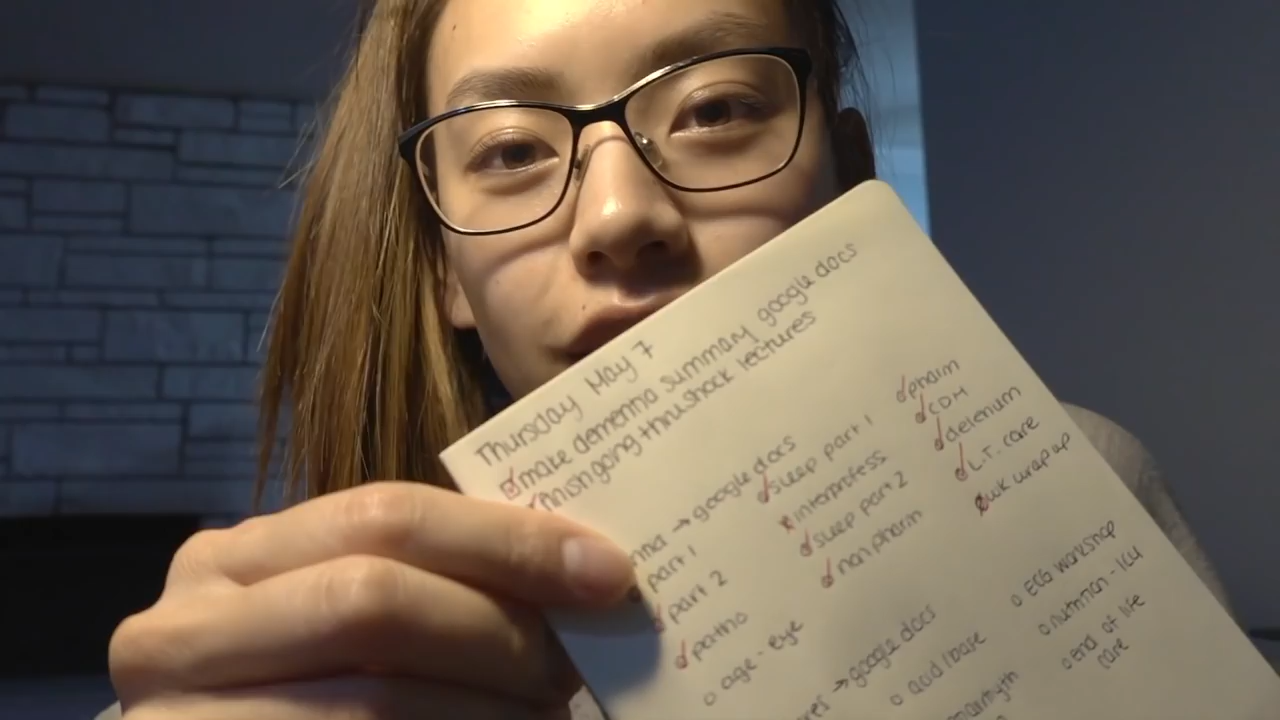 Thursday May 7
make dementia summary google docs
finish going thru shock lectures
→ google docs
part 1
part 2
patho
age-eye
sleep part 1
interprofess
sleep part 2
non pharm
pharm
CDM
delerium
L.T. care
wk wrap up
→ google docs
acid/base
ECG workshop
nutrition - ICU
end of life
care